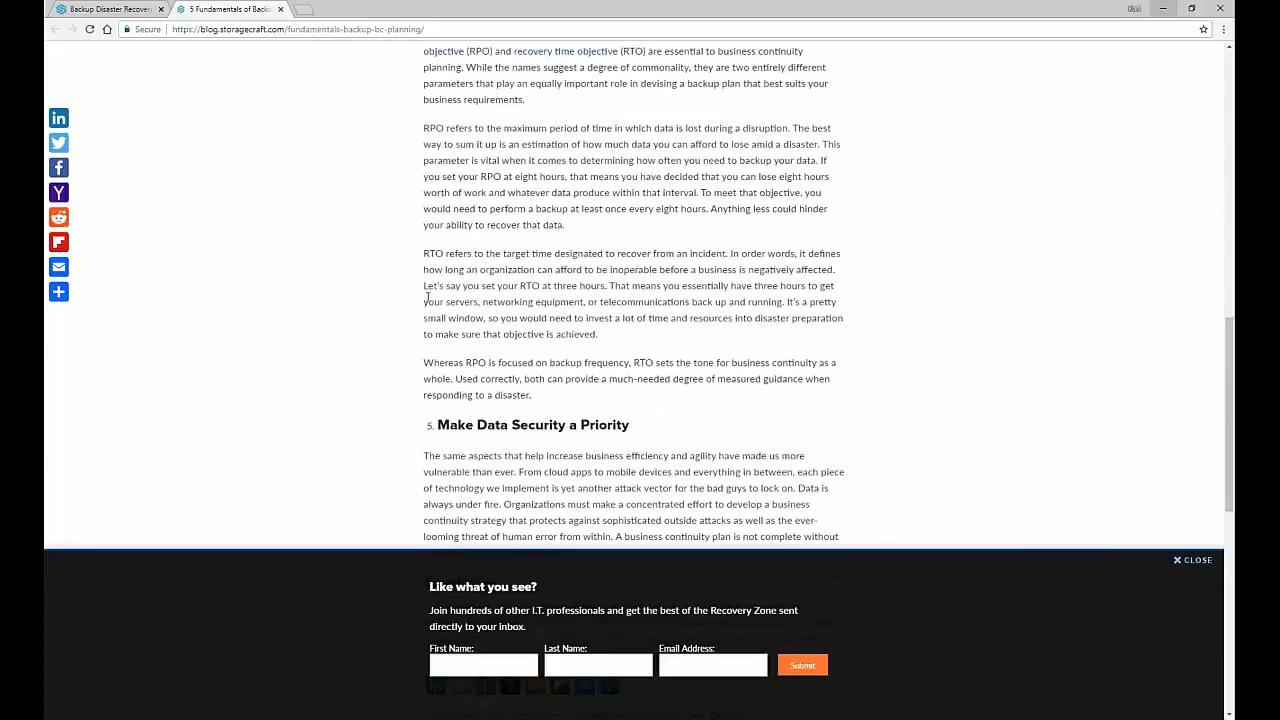 Backup Disaster Recovery
5 Fundamentals of Backu
Secure
https://blog.storagecraft.com/fundamentals-backup-bc-planning/
objective (RPO) and recovery time objective (RTO) are essential to business continuity
planning. While the names suggest a degree of commonality, they are two entirely different
parameters that play an equally important role in devising a backup plan that best suits your
business requirements.
RPO refers to the maximum period of time in which data is lost during a disruption. The best
way to sum it up is an estimation of how much data you can afford to lose amid a disaster. This
parameter is vital when it comes to determining how often you need to backup your data. If
you set your RPO at eight hours, that means you have decided that you can lose eight hours
worth of work and whatever data produce within that interval. To meet that objective, you
would need to perform a backup at least once every eight hours. Anything less could hinder
your ability to recover that data.
RTO refers to the target time designated to recover from an incident. In order words, it defines
how long an organization can afford to be inoperable before a business is negatively affected.
Let's say you set your RTO at three hours. That means you essentially have three hours to get
your servers, networking equipment, or telecommunications back up and running. It's a pretty
small window, so you would need to invest a lot of time and resources into disaster preparation
to make sure that objective is achieved.
Whereas RPO is focused on backup frequency, RTO sets the tone for business continuity as a
whole. Used correctly, both can provide a much-needed degree of measured guidance when
responding to a disaster.
5. Make Data Security a Priority
The same aspects that help increase business efficiency and agility have made us more
vulnerable than ever. From cloud apps to mobile devices and everything in between, each piece
of technology we implement is yet another attack vector for the bad guys to lock on. Data is
always under fire. Organizations must make a concentrated effort to develop a business
continuity strategy that protects against sophisticated outside attacks as well as the ever-
looming threat of human error from within. A business continuity plan is not complete without
CLOSE
Like what you see?
Join hundreds of other I.T. professionals and get the best of the Recovery Zone sent
directly to your inbox.
First Name:
Last Name:
Email Address:
Submit